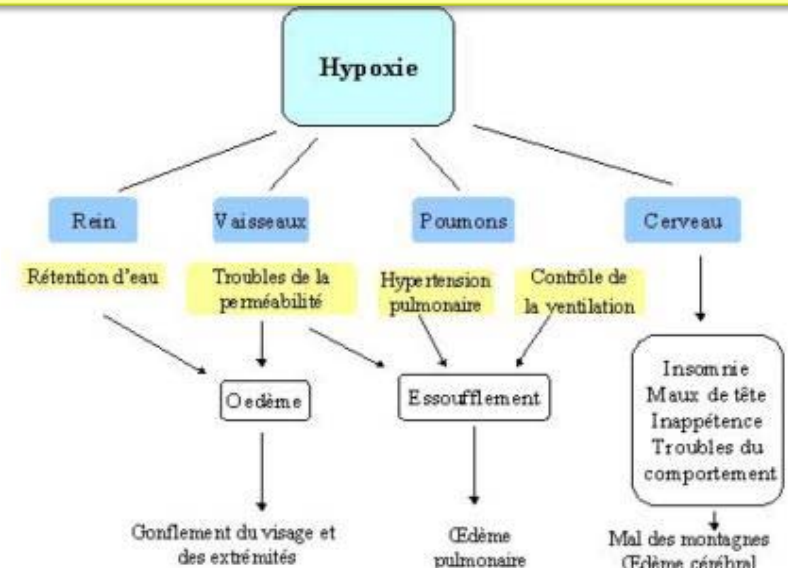 Hypoxie
Rein
Vaisseaux
Poumons
Cerveau
Rétention d'eau
Troubles de la
perméabilité
Hypertension
pulmonaire
Contrôle de
la ventilation
Oedème
Essoufflement
Insomnie
Maux de tête
Inappétence
Troubles du
comportement
Gonflement du visage et
des extrémités
Œdème
pulmonaire
Mal des montagnes
Œdème cérébral